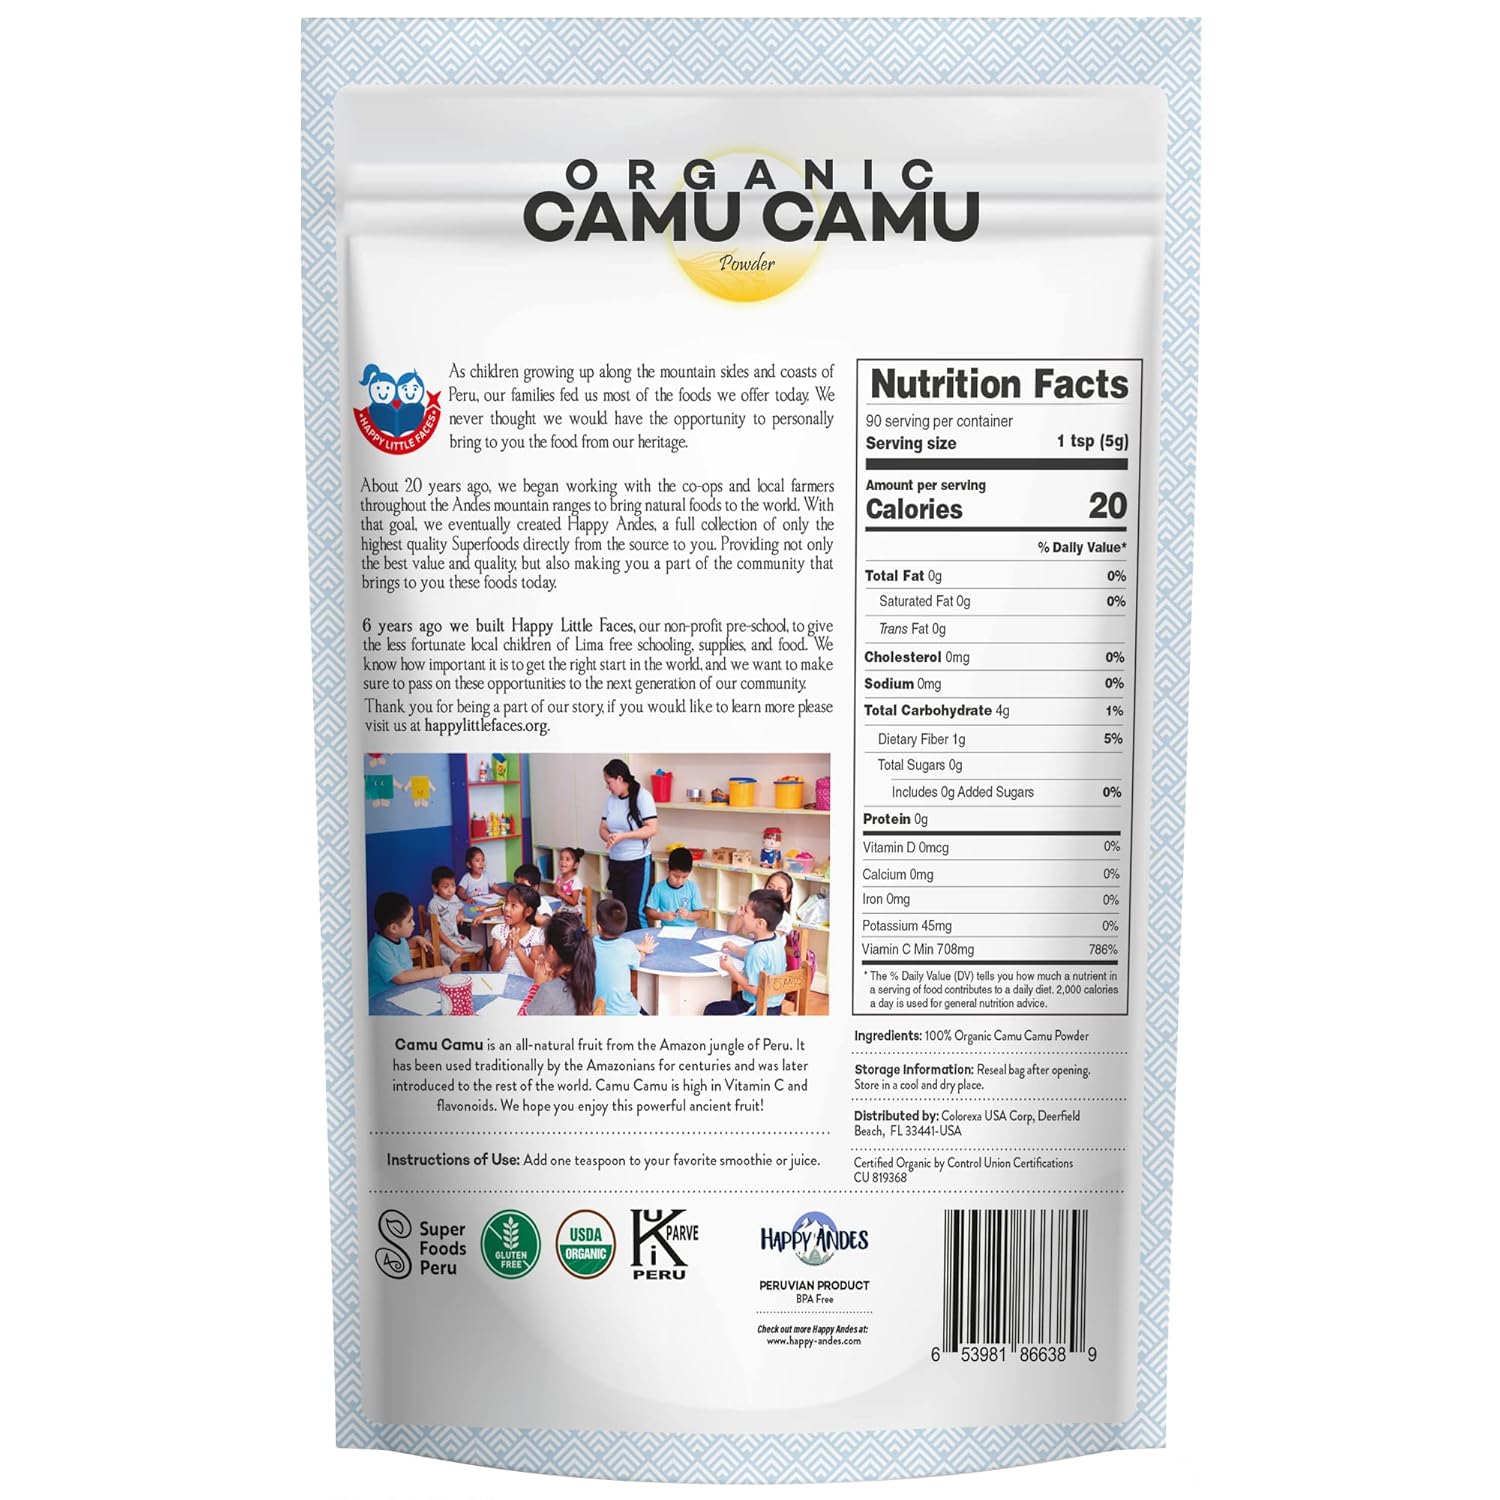 ORGANIC
CAMU CAMU
Powder
HAPPY LITTLE FACES
As children growing up along the mountain sides and coasts of
Peru, our families fed us most of the foods we offer today. We
never thought we would have the opportunity to personally
bring to you the food from our heritage.
About 20 years ago, we began working with the co-ops and local farmers
throughout the Andes mountain ranges to bring natural foods to the world. With
that goal, we eventually created Happy Andes, a full collection of only the
highest quality Superfoods directly from the source to you. Providing not only
the best value and quality, but also making you a part of the community that
brings to you these foods today.
6 years ago we built Happy Little Faces, our non-profit pre-school, to give
the less fortunate local children of Lima free schooling, supplies, and food. We
know how important it is to get the right start in the world, and we want to make
sure to pass on these opportunities to the next generation of our community.
Thank you for being a part of our story, if you would like to learn more please
visit us at happylittlefaces.org.
5 AÑOS
Camu Camu is an all-natural fruit from the Amazon jungle of Peru. It
has been used traditionally by the Amazonians for centuries and was later
introduced to the rest of the world. Camu Camu is high in Vitamin C and
flavonoids. We hope you enjoy this powerful ancient fruit!
Instructions of Use: Add one teaspoon to your favorite smoothie or juice.
Nutrition Facts
90 serving per container
Serving size 1 tsp (5g)
Amount per serving
Calories 20
% Daily Value*
Total Fat 0g 0%
Saturated Fat 0g 0%
Trans Fat 0g
Cholesterol 0mg 0%
Sodium 0mg 0%
Total Carbohydrate 4g 1%
Dietary Fiber 1g 5%
Total Sugars 0g
Includes 0g Added Sugars 0%
Protein 0g
Vitamin D 0mcg 0%
Calcium 0mg 0%
Iron 0mg 0%
Potassium 45mg 0%
Viamin C Min 708mg 786%
* The % Daily Value (DV) tells you how much a nutrient in
a serving of food contributes to a daily diet. 2,000 calories
a day is used for general nutrition advice.
Ingredients: 100% Organic Camu Camu Powder
Storage Information: Reseal bag after opening.
Store in a cool and dry place.
Distributed by: Colorexa USA Corp, Deerfield
Beach, FL 33441-USA
Certified Organic by Control Union Certifications
CU 819368
Super
Foods
Peru
GLUTEN
FREE
USDA
ORGANIC
KUi PARVE
PERU
HAPPY ANDES
PERUVIAN PRODUCT
BPA Free
Check out more Happy Andes at:
www.happy-andes.com
6 53981 86638 9